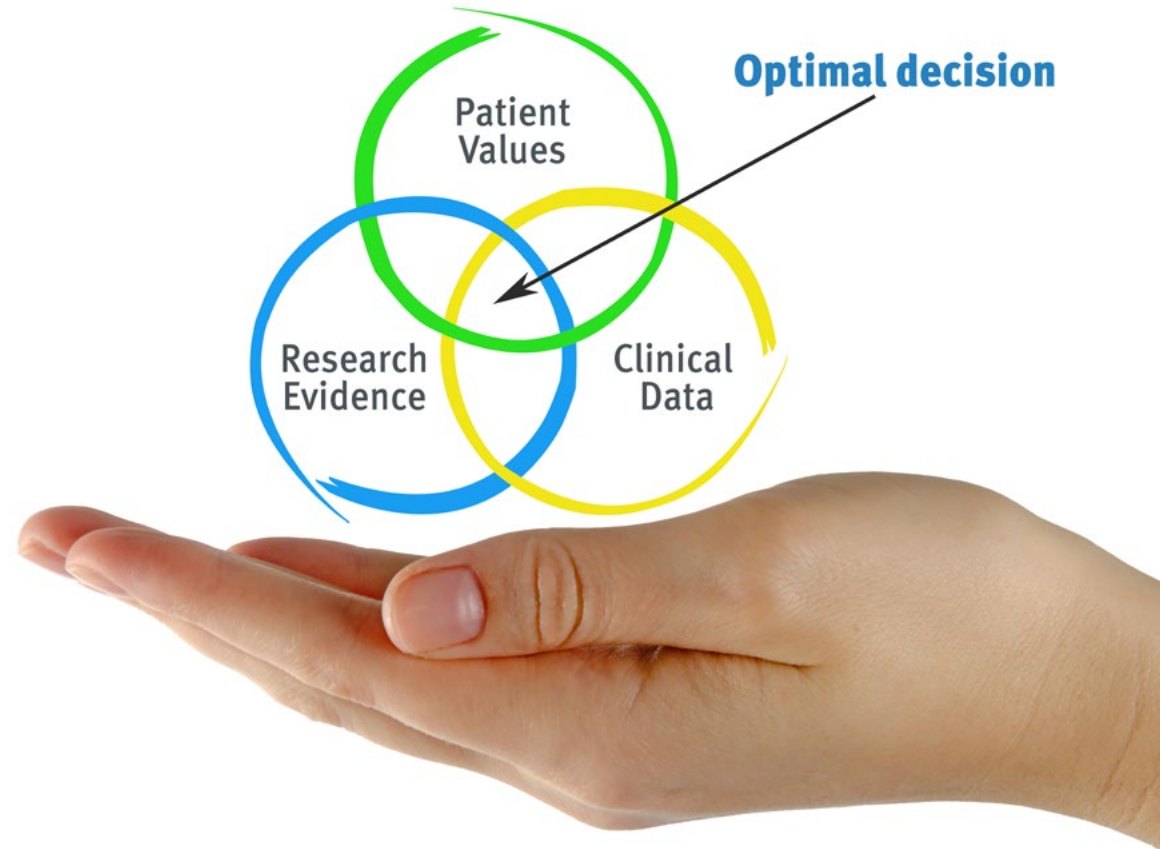 Optimal decision
Patient
Values
Research
Evidence
Clinical
Data